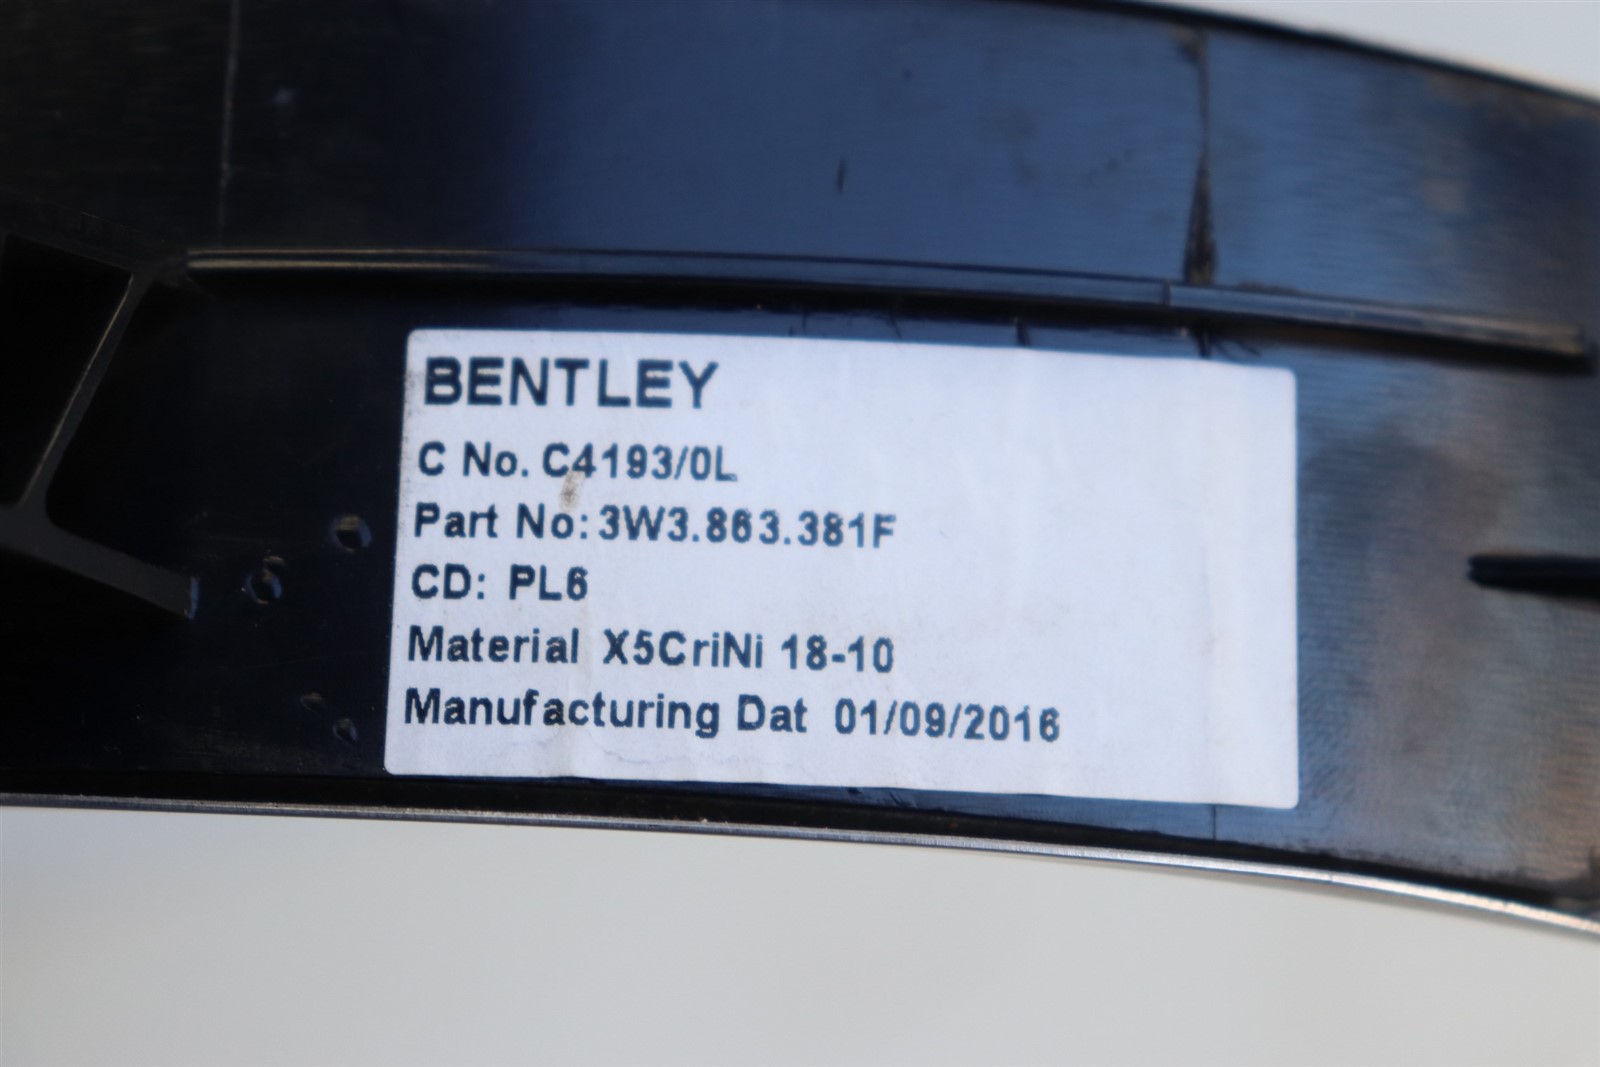 BENTLEY
C No. C4193/0L
Part No: 3W3.863.381F
CD: PL6
Material X5CriNi 18-10
Manufacturing Dat 01/09/2016